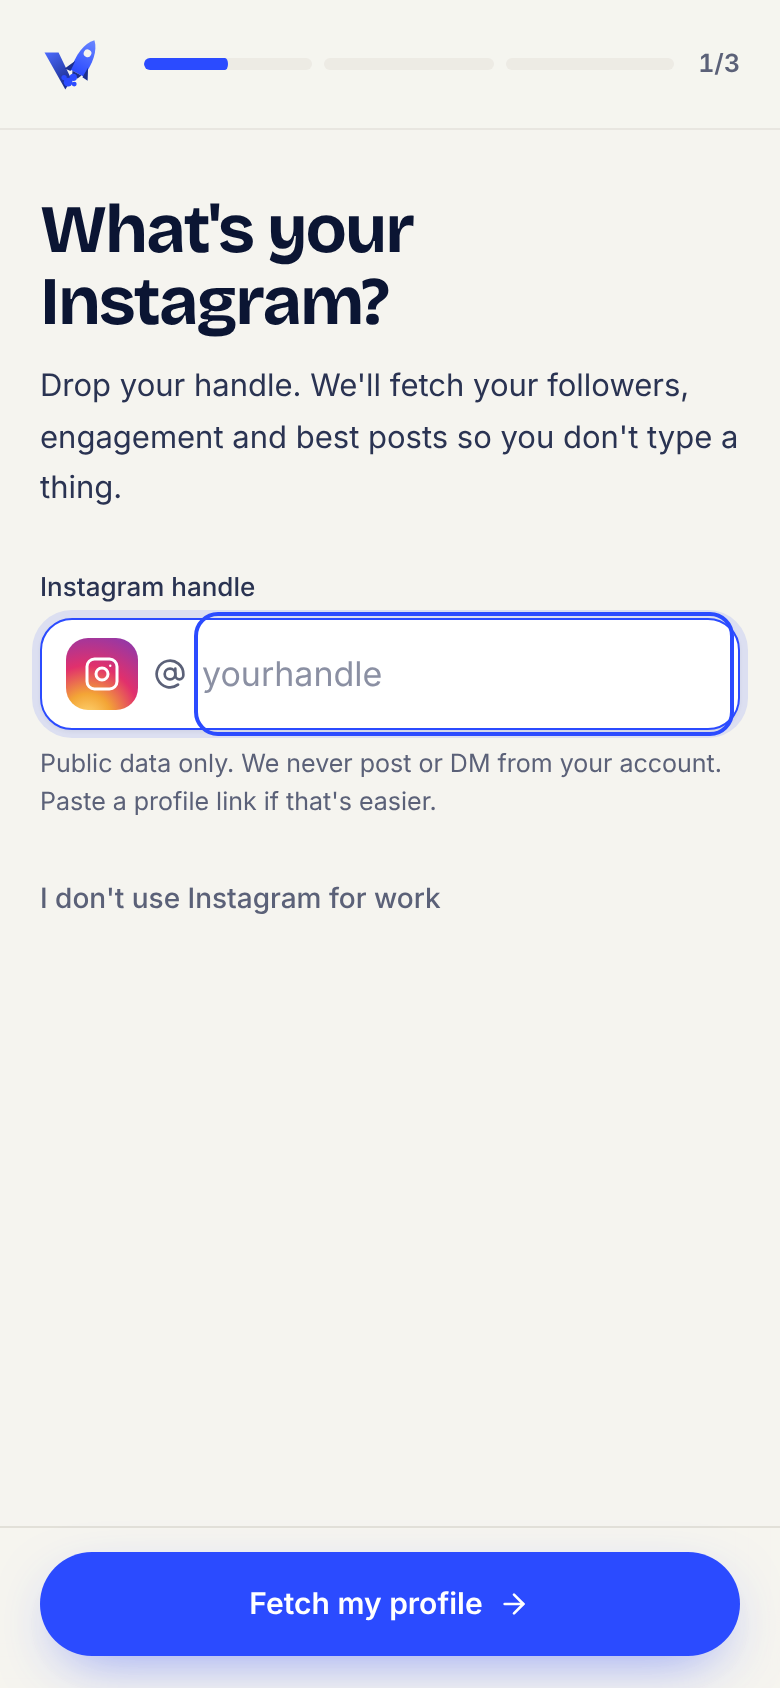 1/3
What's your
Instagram?
Drop your handle. We'll fetch your followers,
engagement and best posts so you don't type a
thing.
Instagram handle
@ yourhandle
Public data only. We never post or DM from your account.
Paste a profile link if that's easier.
I don't use Instagram for work
Fetch my profile →